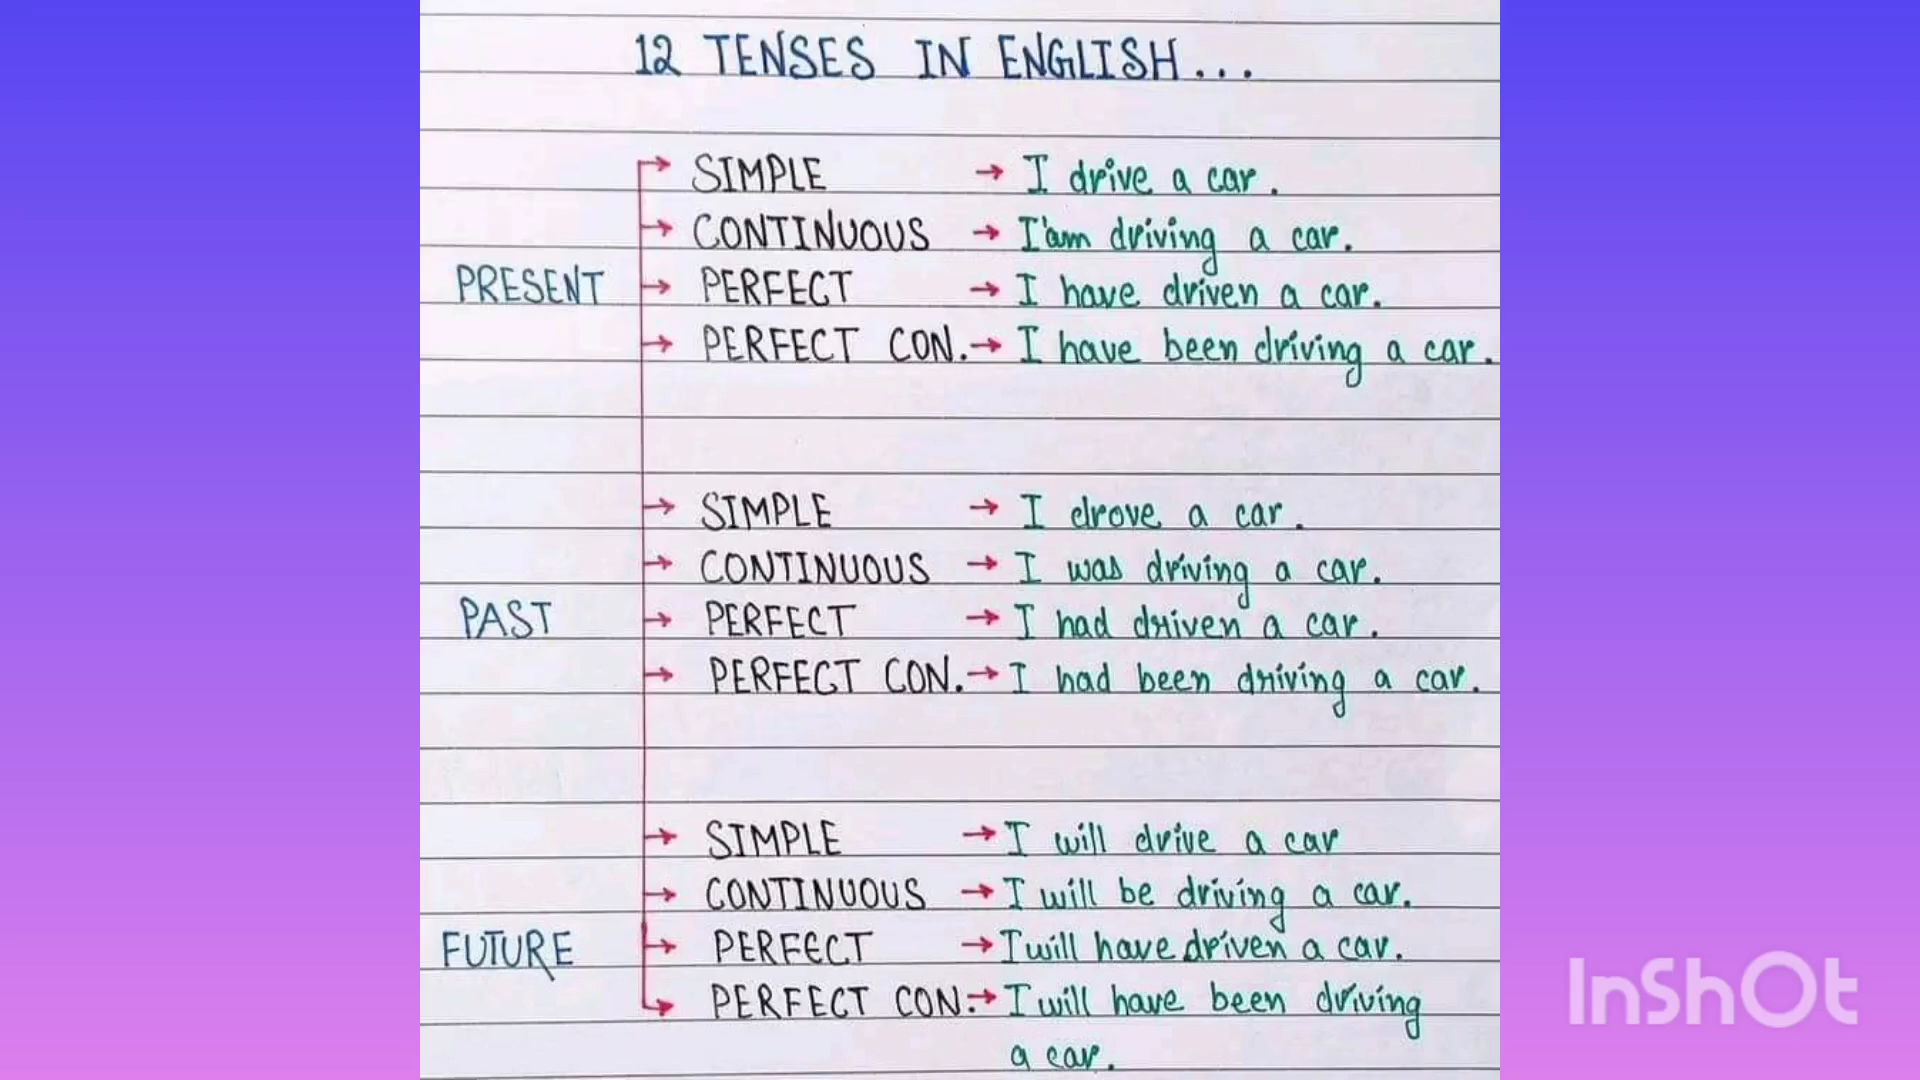 12 TENSES IN ENGLISH...
SIMPLE → I drive a car.
CONTINUOUS → I'am driving a car.
PRESENT → PERFECT → I have driven a car.
PERFECT CON. → I have been driving a car.
SIMPLE → I drove a car.
CONTINUOUS → I was driving a car.
PAST → PERFECT → I had driven a car.
PERFECT CON. → I had been driving a car.
SIMPLE → I will drive a car
CONTINUOUS → I will be driving a car.
FUTURE → PERFECT → I will have driven a car.
PERFECT CON. → I will have been driving
a car.
InShOt